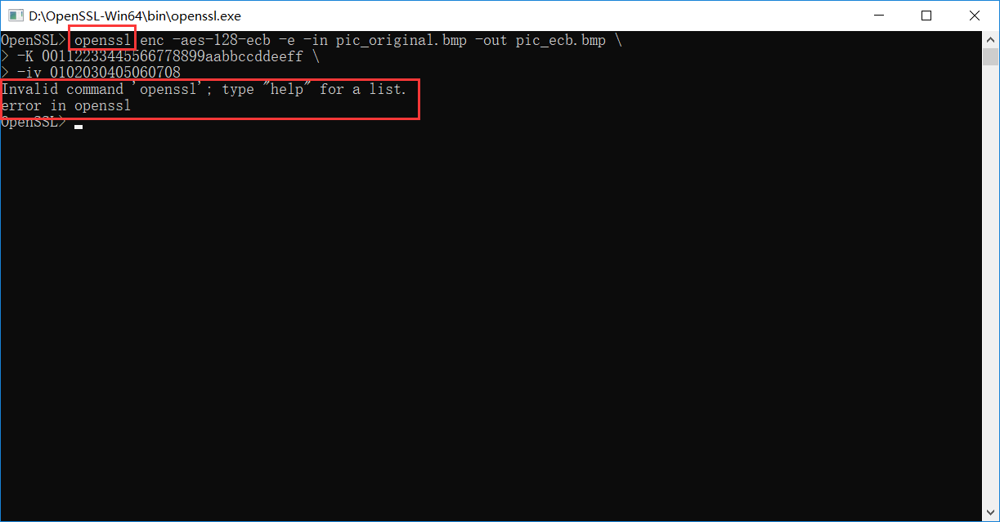 D:\OpenSSL-Win64\bin\openssl.exe
OpenSSL> openssl enc -aes-128-ecb -e -in pic_original.bmp -out pic_ecb.bmp \
> -K 00112233445566778899aabbccddeeff \
> -iv 0102030405060708
Invalid command 'openssl'; type "help" for a list.
error in openssl
OpenSSL>